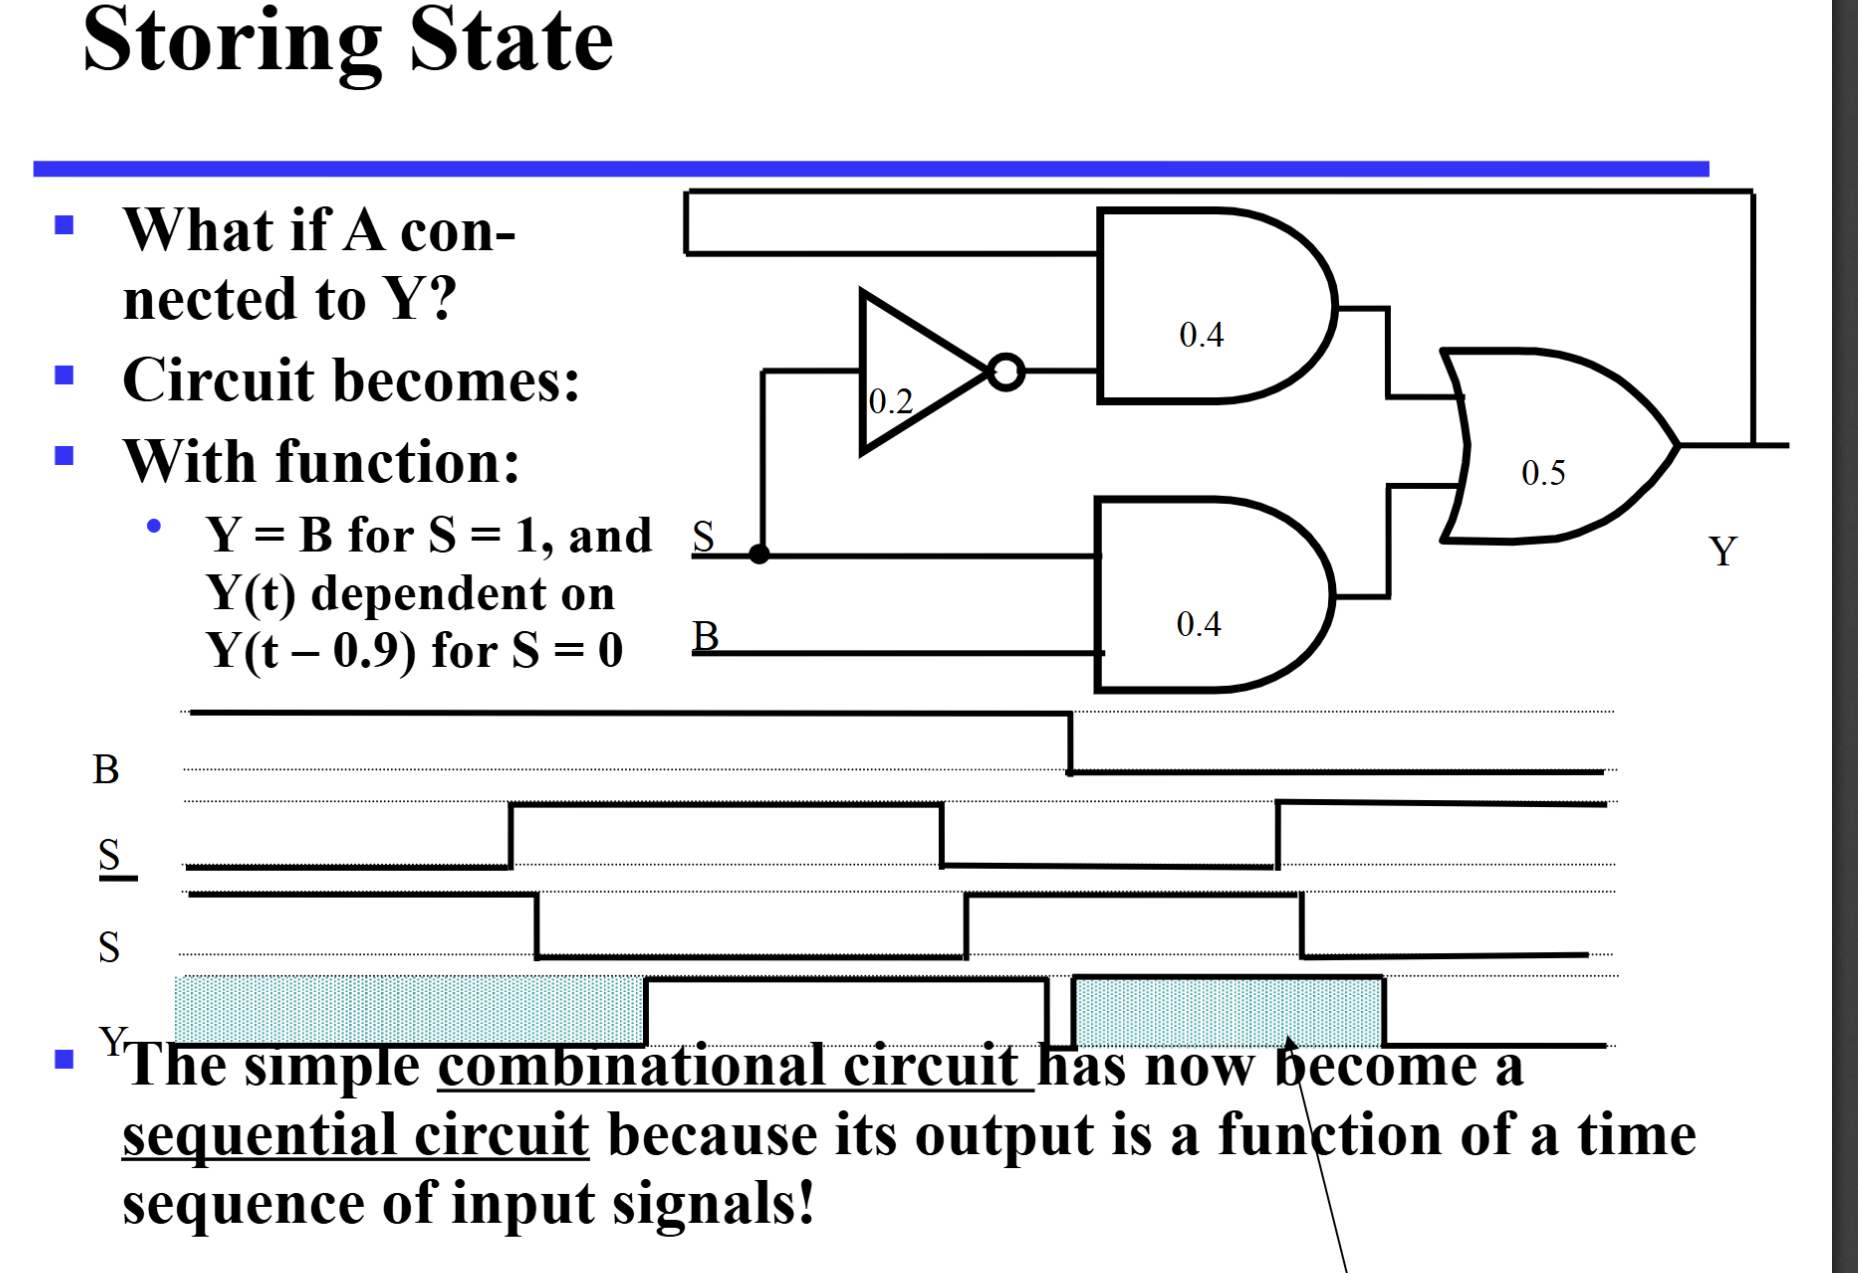 Storing State
What if A con-
nected to Y?
Circuit becomes:
With function:
Y = B for S = 1, and
Y(t) dependent on
Y(t – 0.9) for S = 0
0.4
0.2
0.5
S
Y
0.4
B
B
S
S
Y
The simple combinational circuit has now become a
sequential circuit because its output is a function of a time
sequence of input signals!